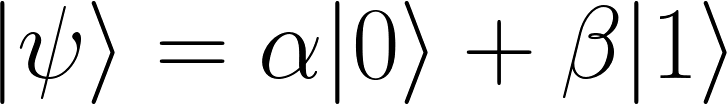 |ψ⟩ = α|0⟩ + β|1⟩